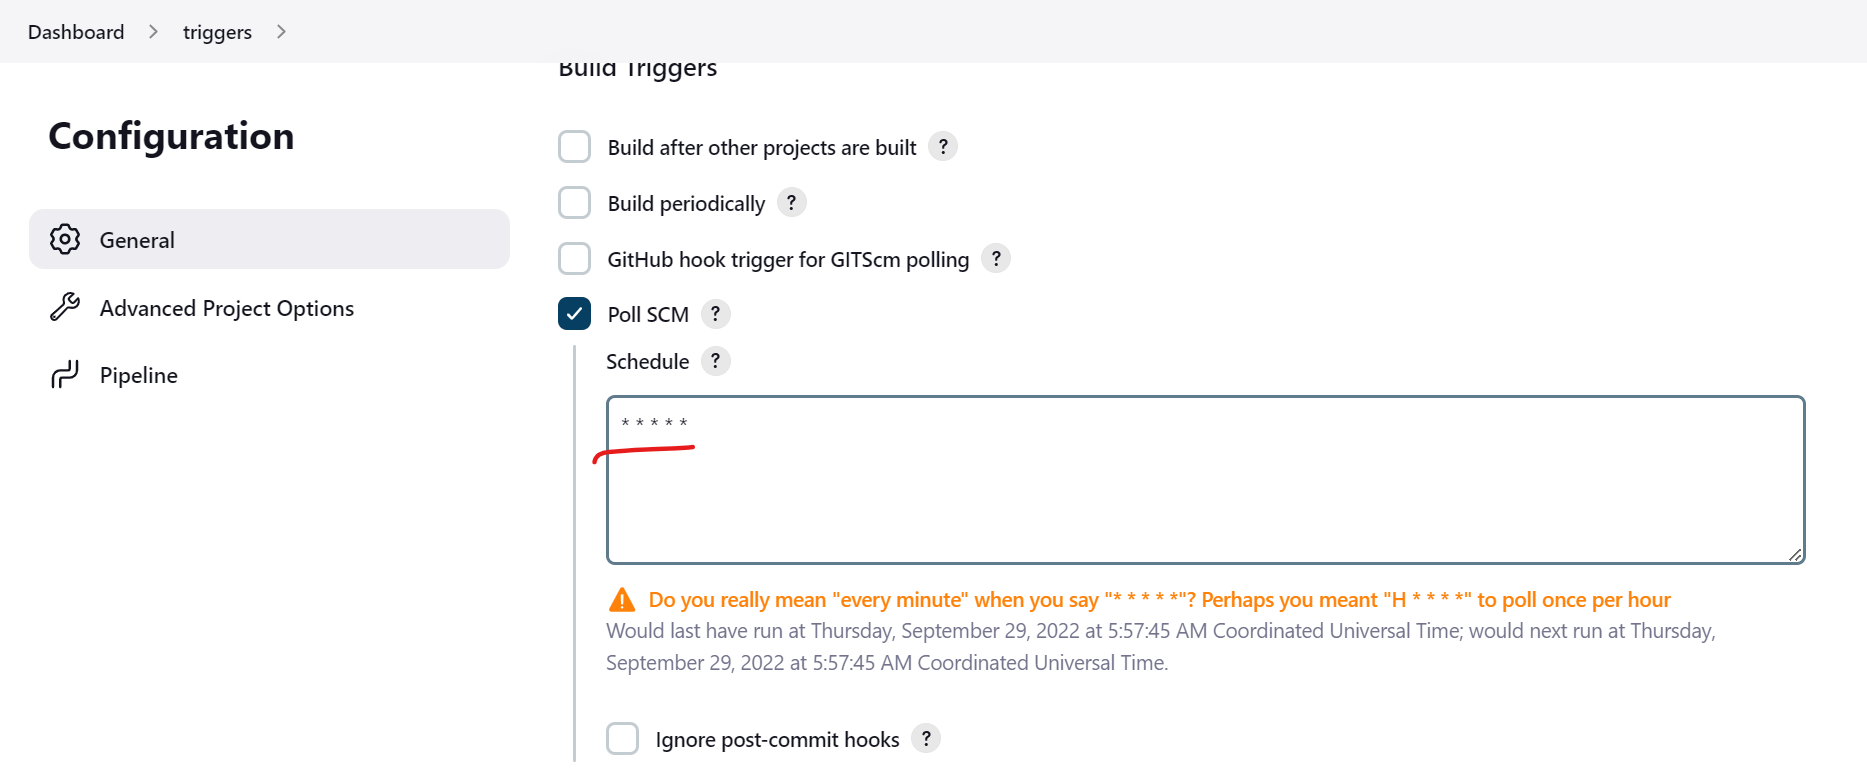 Dashboard > triggers >
Build Triggers
Configuration
General
Advanced Project Options
Pipeline
Build after other projects are built ?
Build periodically ?
GitHub hook trigger for GITScm polling ?
Poll SCM ?
Schedule ?
* * * * *
Do you really mean "every minute" when you say "* * * * *"? Perhaps you meant "H * * * *" to poll once per hour
Would last have run at Thursday, September 29, 2022 at 5:57:45 AM Coordinated Universal Time; would next run at Thursday,
September 29, 2022 at 5:57:45 AM Coordinated Universal Time.
Ignore post-commit hooks ?